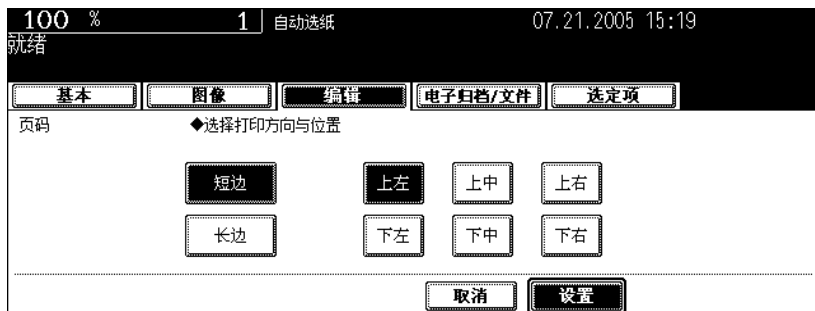 100 % 1 自动选纸 07.21.2005 15:19
就绪
基本 图像 编辑 电子归档/文件 选定项
页码 ◆选择打印方向与位置
短边 上左 上中 上右
长边 下左 下中 下右
取消 设置